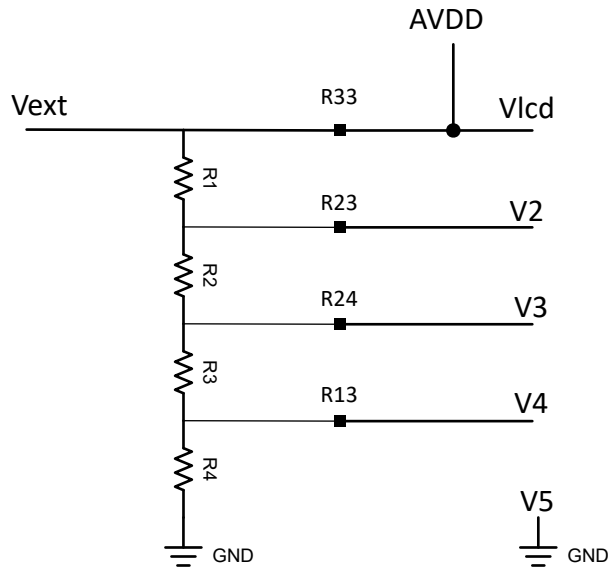 AVDD
Vext
R33
Vlcd
R1
R23
V2
R2
R24
V3
R3
R13
V4
R4
V5
GND
GND